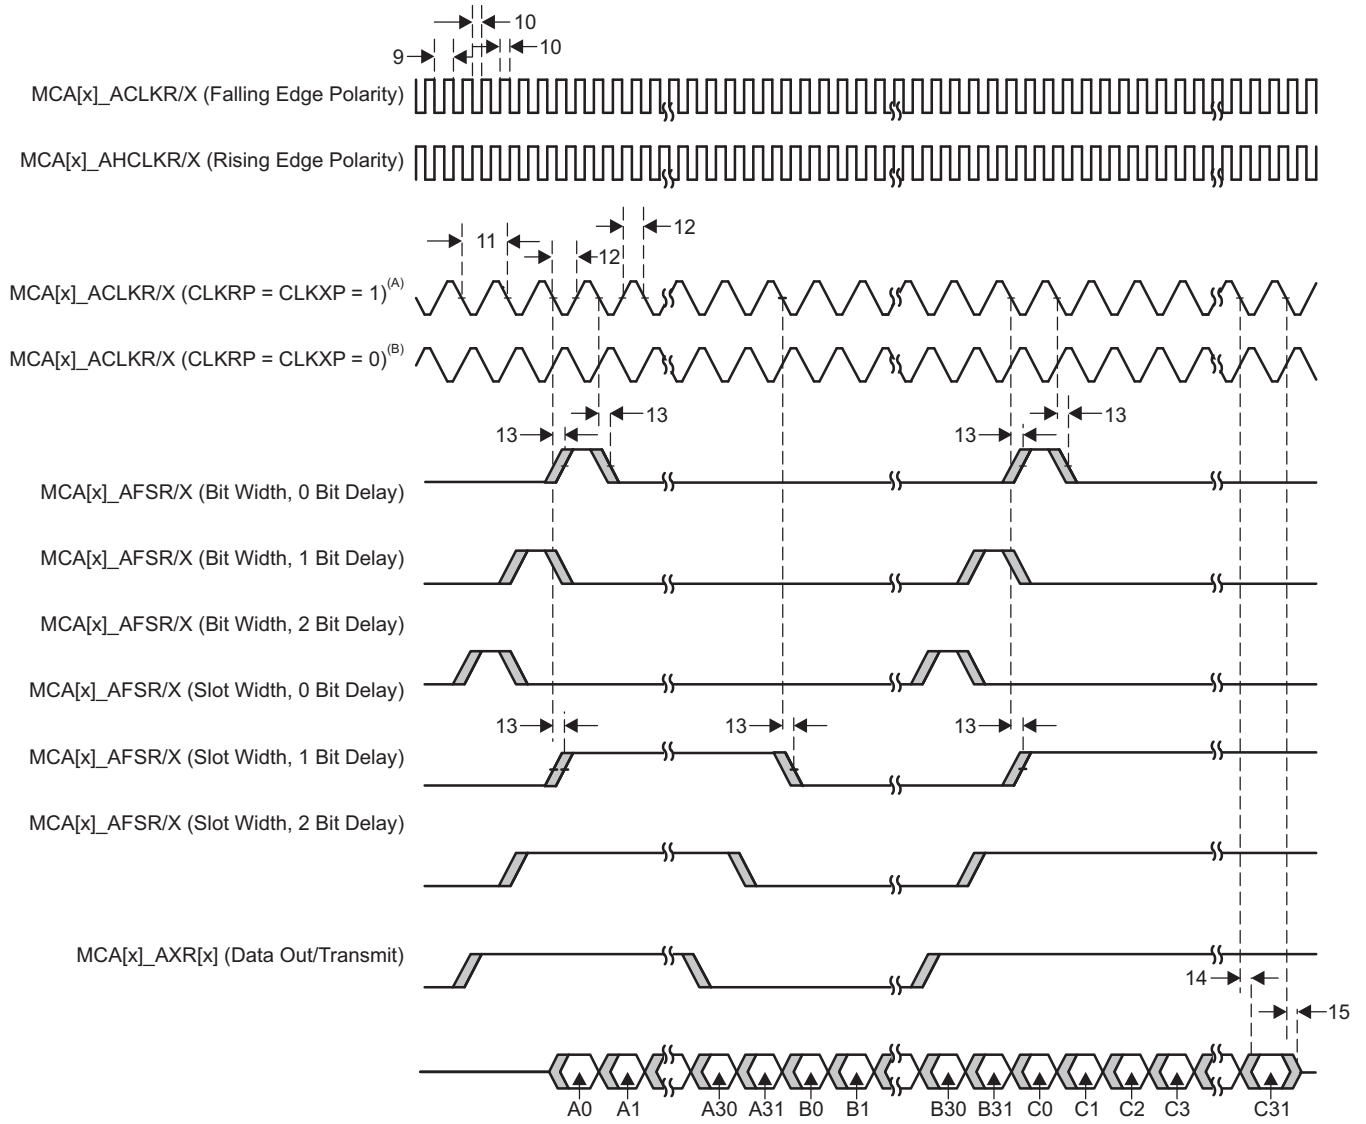 10
10
9
MCA[x]_ACLKR/X (Falling Edge Polarity)
MCA[x]_AHCLKR/X (Rising Edge Polarity)
12
11
12
MCA[x]_ACLKR/X (CLKRP = CLKXP = 1)(A)
MCA[x]_ACLKR/X (CLKRP = CLKXP = 0)(B)
13
13
13
13
MCA[x]_AFSR/X (Bit Width, 0 Bit Delay)
MCA[x]_AFSR/X (Bit Width, 1 Bit Delay)
MCA[x]_AFSR/X (Bit Width, 2 Bit Delay)
MCA[x]_AFSR/X (Slot Width, 0 Bit Delay)
13
13
13
MCA[x]_AFSR/X (Slot Width, 1 Bit Delay)
MCA[x]_AFSR/X (Slot Width, 2 Bit Delay)
MCA[x]_AXR[x] (Data Out/Transmit)
14
15
A0 A1 A30 A31 B0 B1 B30 B31 C0 C1 C2 C3 C31